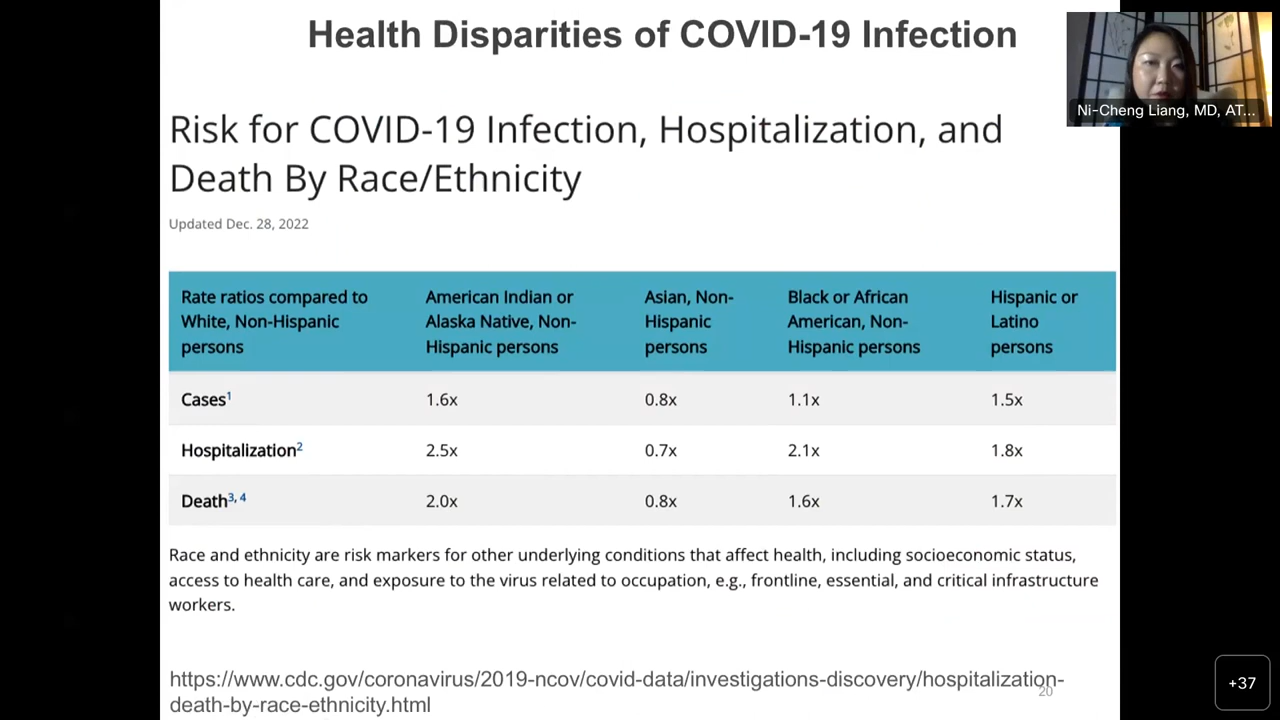 Health Disparities of COVID-19 Infection
Ni-Cheng Liang, MD, AT...
Risk for COVID-19 Infection, Hospitalization, and
Death By Race/Ethnicity
Updated Dec. 28, 2022
Rate ratios compared to White, Non-Hispanic persons
American Indian or Alaska Native, Non-Hispanic persons
Asian, Non-Hispanic persons
Black or African American, Non-Hispanic persons
Hispanic or Latino persons
Cases1 1.6x 0.8x 1.1x 1.5x
Hospitalization2 2.5x 0.7x 2.1x 1.8x
Death3, 4 2.0x 0.8x 1.6x 1.7x
Race and ethnicity are risk markers for other underlying conditions that affect health, including socioeconomic status,
access to health care, and exposure to the virus related to occupation, e.g., frontline, essential, and critical infrastructure
workers.
https://www.cdc.gov/coronavirus/2019-ncov/covid-data/investigations-discovery/hospitalization-
death-by-race-ethnicity.html
20
+37